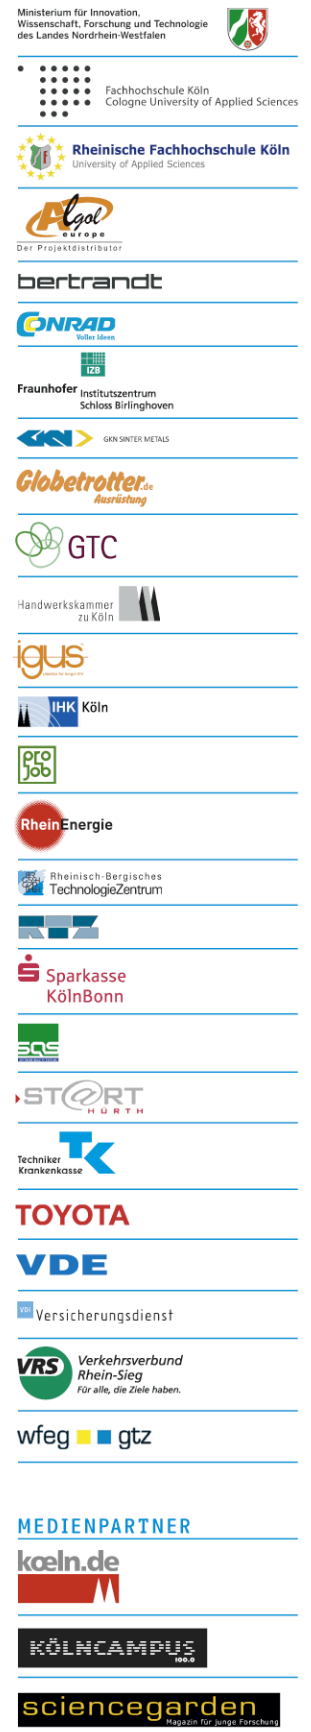 Ministerium für Innovation,
Wissenschaft, Forschung und Technologie
des Landes Nordrhein-Westfalen
Fachhochschule Köln
Cologne University of Applied Sciences
Rheinische Fachhochschule Köln
University of Applied Sciences
Algol
europe
Der Projektdistributor
bertrandt
CONRAD
Voller Ideen
IZB
Fraunhofer Institutszentrum
Schloss Birlinghoven
GKN GKN SINTER METALS
Globetrotter.de
Ausrüstung
GTC
Handwerkskammer
zu Köln
igus
IHK Köln
pro
job
RheinEnergie
Rheinisch-Bergisches
TechnologieZentrum
RTZ
Sparkasse
KölnBonn
sqs
ST@RT
HÜRTH
Techniker
Krankenkasse
TK
TOYOTA
VDE
VDI Versicherungsdienst
VRS Verkehrsverbund
Rhein-Sieg
Für alle, die Ziele haben.
wfeg gtz
MEDIENPARTNER
kœln.de
KÖLNCAMPUS
100.0
sciencegarden
Magazin für junge Forschung